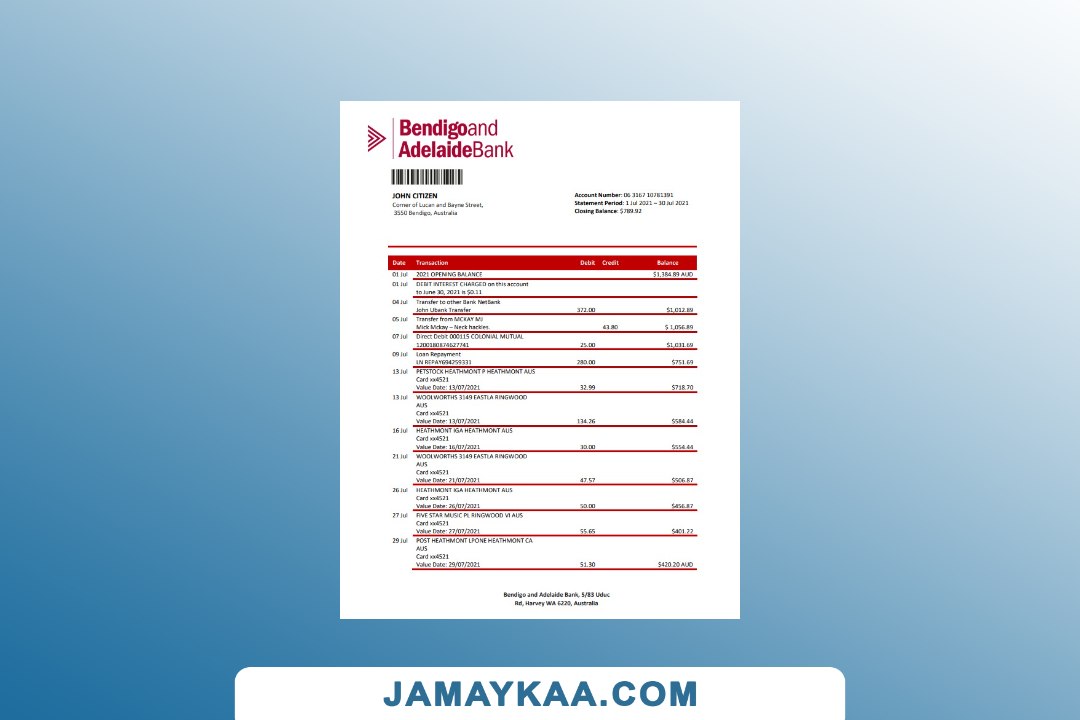 Bendigoand
AdelaideBank
JOHN CITIZEN
Corner of Lucan and Bayne Street,
3550 Bendigo, Australia
Account Number: 06 3167 10781391
Statement Period: 1 Jul 2021 – 30 Jul 2021
Closing Balance: $789.92
Date Transaction Debit Credit Balance
01 Jul 2021 OPENING BALANCE $1,384.89 AUD
01 Jul DEBIT INTEREST CHARGED on this account
to June 30, 2021 is $0.11
04 Jul Transfer to other Bank NetBank
John Ubank Transfer 372.00 $1,012.89
05 Jul Transfer from MCKAY MJ
Mick Mckay – Neck hackles. 43.80 $ 1,056.89
07 Jul Direct Debit 000115 COLONIAL MUTUAL
1200180874627741 25.00 $1,031.69
09 Jul Loan Repayment
LN REPAY694259331 280.00 $751.69
13 Jul PETSTOCK HEATHMONT P HEATHMONT AUS
Card xx4521
Value Date: 13/07/2021 32.99 $718.70
13 Jul WOOLWORTHS 3149 EASTLA RINGWOOD
AUS
Card xx4521
Value Date: 13/07/2021 134.26 $584.44
16 Jul HEATHMONT IGA HEATHMONT AUS
Card xx4521
Value Date: 16/07/2021 30.00 $554.44
21 Jul WOOLWORTHS 3149 EASTLA RINGWOOD
AUS
Card xx4521
Value Date: 21/07/2021 47.57 $506.87
26 Jul HEATHMONT IGA HEATHMONT AUS
Card xx4521
Value Date: 26/07/2021 50.00 $456.87
27 Jul FIVE STAR MUSIC PL RINGWOOD VI AUS
Card xx4521
Value Date: 27/07/2021 55.65 $401.22
29 Jul POST HEATHMONT LPONE HEATHMONT CA
AUS
Card xx4521
Value Date: 29/07/2021 51.30 $420.20 AUD
Bendigo and Adelaide Bank, 5/83 Uduc
Rd, Harvey WA 6220, Australia
JAMAYKAA.COM